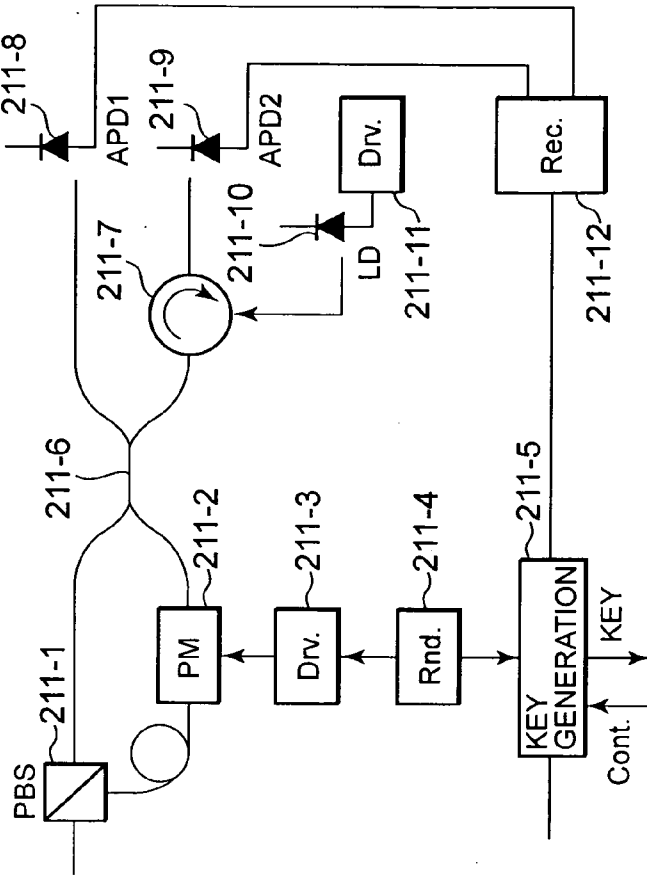 PBS
211-1
PM
211-2
Drv.
211-3
Rnd.
211-4
KEY
GENERATION
211-5
Cont.
KEY
211-6
211-7
211-8
APD1
211-9
APD2
211-10
LD
Drv.
211-11
Rec.
211-12